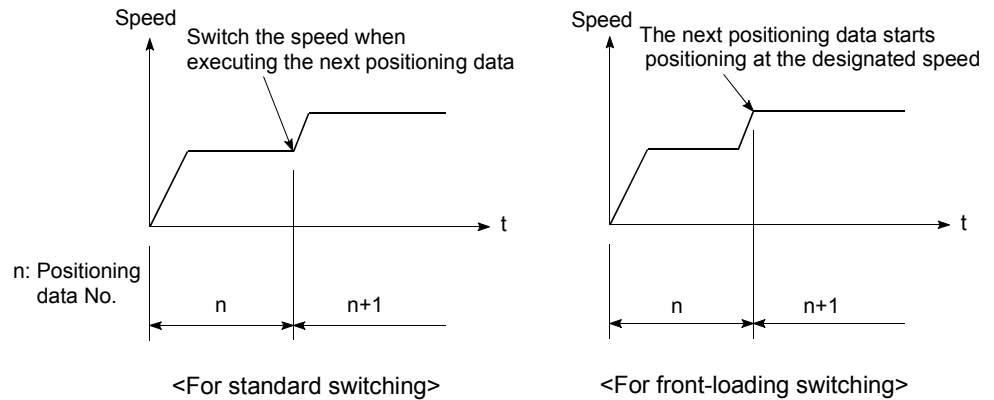 Speed
Switch the speed when
executing the next positioning data
t
n: Positioning
data No.
n
n+1
<For standard switching>
Speed
The next positioning data starts
positioning at the designated speed
t
n
n+1
<For front-loading switching>